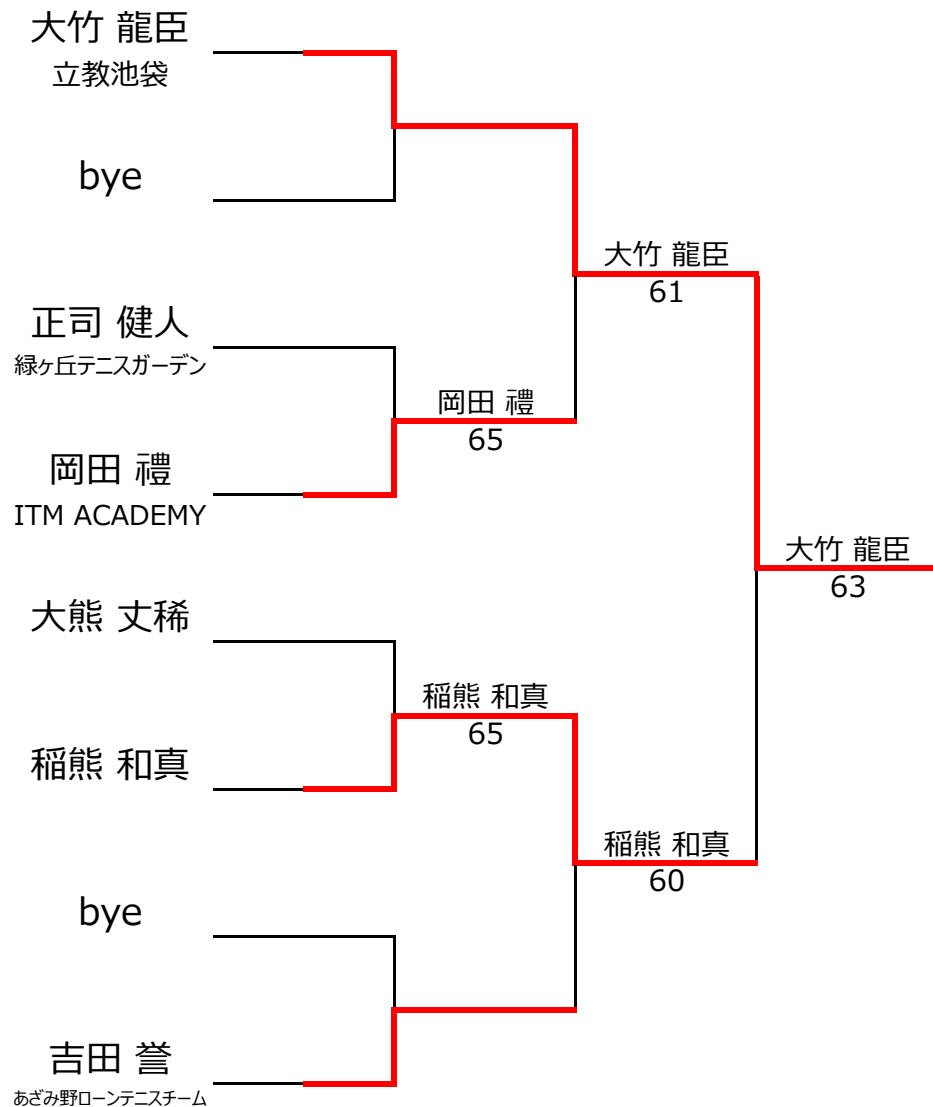 大竹 龍臣
立教池袋
bye
正司 健人
緑ヶ丘テニスガーデン
岡田 禮
ITM ACADEMY
大熊 丈稀
稲熊 和真
bye
吉田 誉
あざみ野ローンテニスチーム
岡田 禮
65
稲熊 和真
65
大竹 龍臣
61
稲熊 和真
60
大竹 龍臣
63